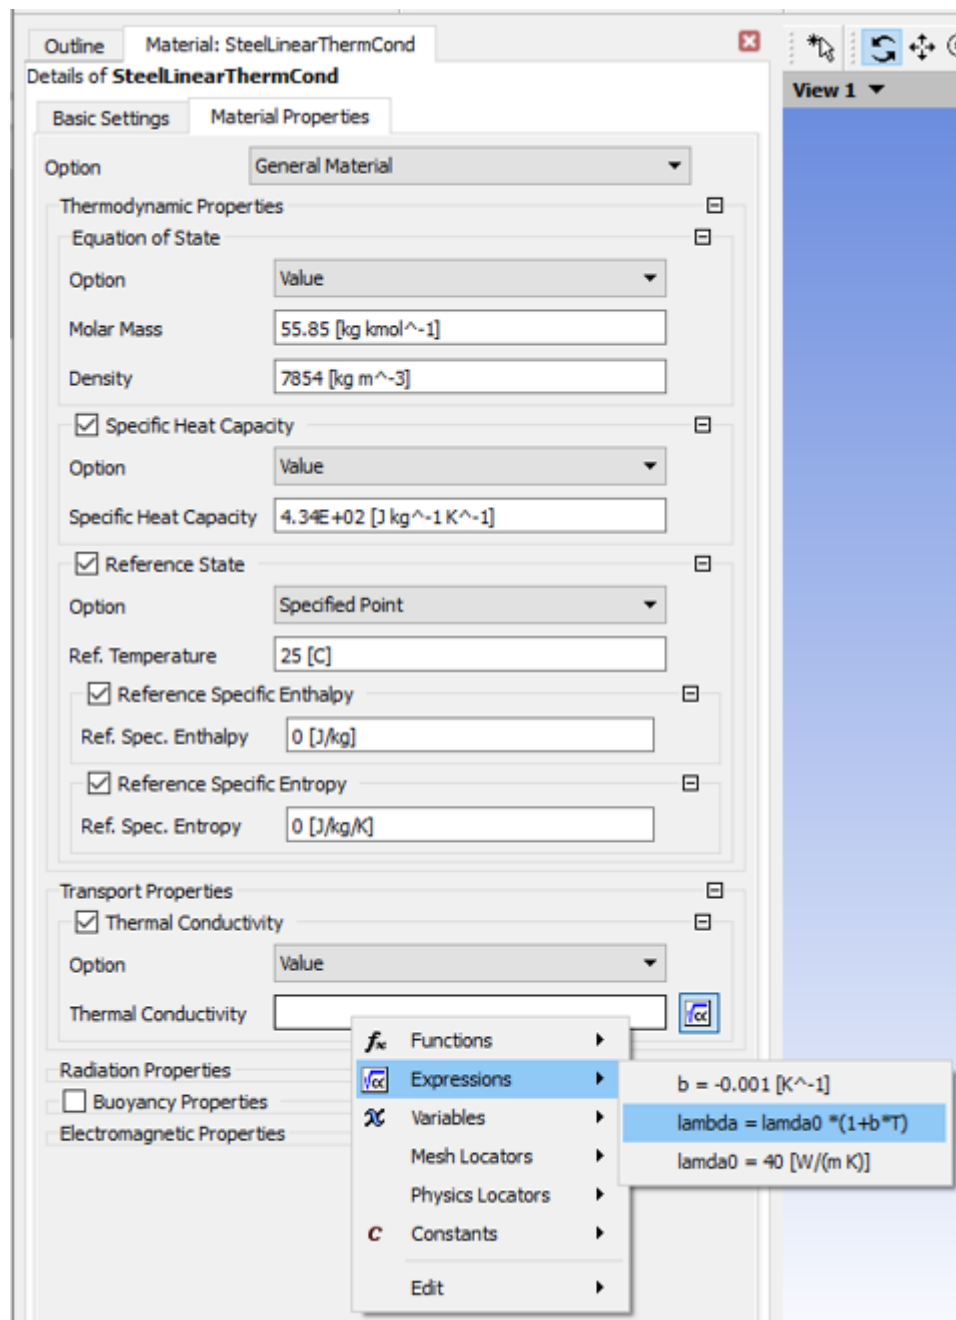 Outline Material: SteelLinearThermCond
Details of SteelLinearThermCond
View 1
Basic Settings Material Properties
Option General Material
Thermodynamic Properties
Equation of State
Option Value
Molar Mass 55.85 [kg kmol^-1]
Density 7854 [kg m^-3]
Specific Heat Capacity
Option Value
Specific Heat Capacity 4.34E+02 [J kg^-1 K^-1]
Reference State
Option Specified Point
Ref. Temperature 25 [C]
Reference Specific Enthalpy
Ref. Spec. Enthalpy 0 [J/kg]
Reference Specific Entropy
Ref. Spec. Entropy 0 [J/kg/K]
Transport Properties
Thermal Conductivity
Option Value
Thermal Conductivity
Functions
Radiation Properties
Expressions
b = -0.001 [K^-1]
Buoyancy Properties
Variables
lambda = lamda0 *(1+b*T)
Electromagnetic Properties
Mesh Locators
lamda0 = 40 [W/(m K)]
Physics Locators
C Constants
Edit